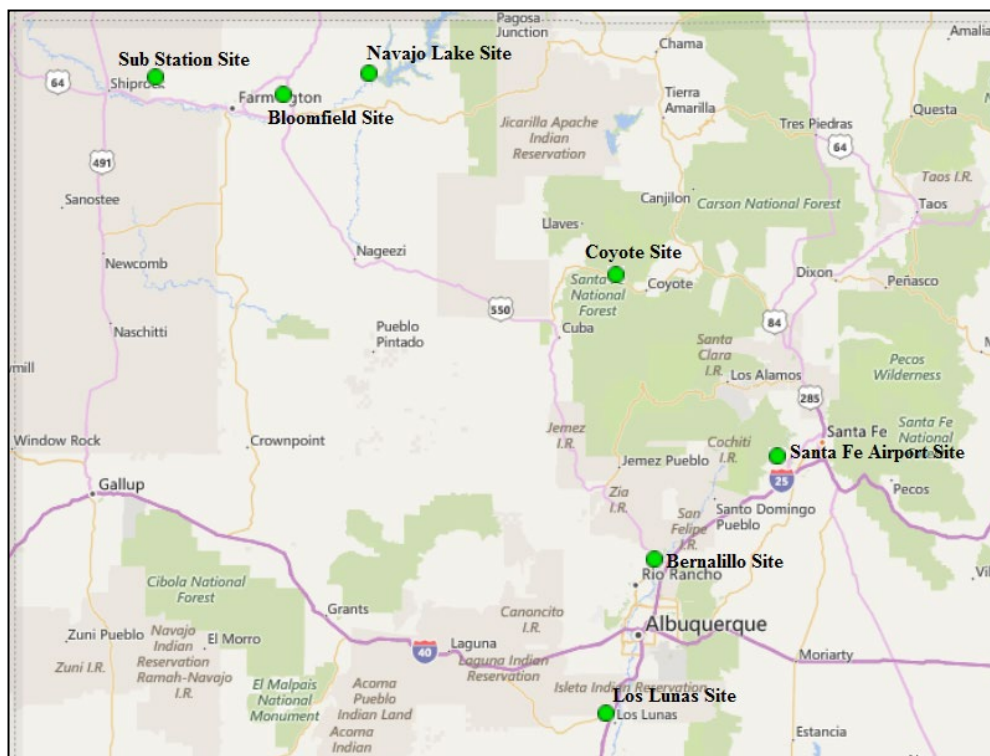 Pagosa
Junction
Chama
Amalia
Sub Station Site
Navajo Lake Site
64
Shiprock
Farmington
Bloomfield Site
Tierra
Amarilla
Questa
Jicarilla Apache
Indian
Reservation
Tres Piedras
64
491
Taos I.R.
Sanostee
Canjilon
Carson National Forest
Taos
Llaves
Newcomb
Nageezi
Coyote Site
Dixon
Peñasco
Santa Fe
National
Forest
Coyote
550
Naschitti
Pueblo
Pintado
Cuba
84
Santa
Clara
I.R.
Pecos
Wilderness
Los Alamos
285
Window Rock
Crownpoint
Jemez
I.R.
Cochiti
I.R.
Santa Fe
Santa Fe
National
Santa Fe Airport Site
Jemez Pueblo
Gallup
25
Pecos
Zia
I.R.
Santo Domingo
Pueblo
San
Felipe
I.R.
Bernalillo Site
Rio Rancho
Cibola National
Forest
Grants
Canoncito
I.R.
Albuquerque
Zuni Pueblo
Navajo
Indian
Reservation
Ramah-Navajo
I.R.
El Morro
40
Laguna
Laguna Indian
Reservation
Moriarty
Zuni I.R.
El Malpais
National
Monument
Acoma
Pueblo
Indian Land
Acoma
Indian
Isleta Indian Reservation
Los Lunas Site
Los Lunas
Estancia